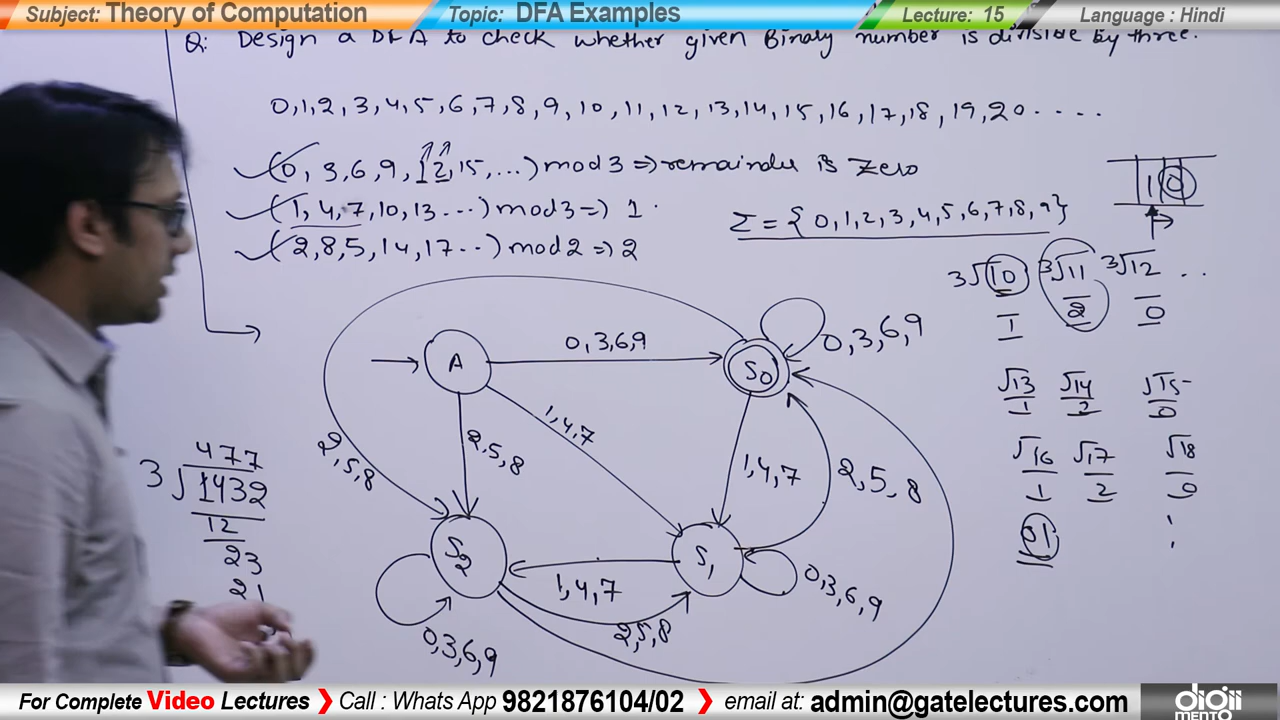 Subject: Theory of Computation
Topic: DFA Examples
Lecture: 15
Language : Hindi
Q: Design a DFA to check whether given Binary number is divisible by three.
0,1,2,3,4,5,6,7,8,9,10,11,12,13,14,15,16,17,18,19,20.....
(0, 3,6,9,12,15,...) mod 3 => remainder is Zero
(1, 4,7,10,13...) mod 3 => 1
(2,8,5,14,17..) mod 2 => 2
Σ = {0,1,2,3,4,5,6,7,8,9}
1 0
3√10 3√11 3√12 ..
1 2 0
√13 √14 √15
1 2 0
√16 √17 √18
1 2 0
01
A
0,3,6,9
S0
0,3,6,9
2,5,8
2,5,8
1,4,7
1,4,7
2,5,8
S2
S1
1,4,7
2,5,8
0,3,6,9
0,3,6,9
477
3√1432
12
23
21
For Complete Video Lectures ❯ Call : Whats App 9821876104/02 ❯ email at: admin@gatelectures.com
digii
MENTO